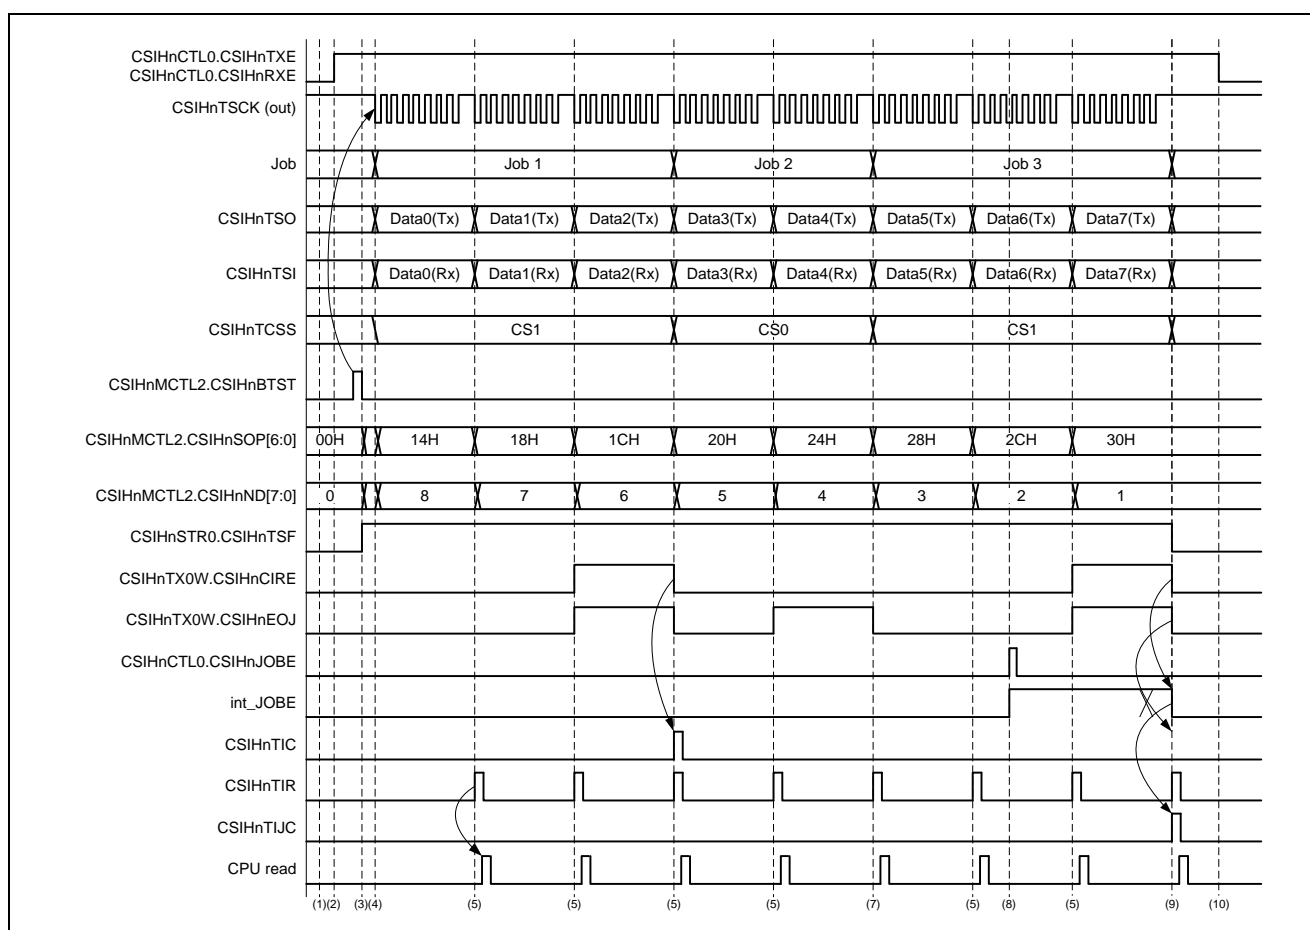 CSIHnCTL0.CSIHnTXE
CSIHnCTL0.CSIHnRXE
CSIHnTSCK (out)
Job Job 1 Job 2 Job 3
CSIHnTSO Data0(Tx) Data1(Tx) Data2(Tx) Data3(Tx) Data4(Tx) Data5(Tx) Data6(Tx) Data7(Tx)
CSIHnTSI Data0(Rx) Data1(Rx) Data2(Rx) Data3(Rx) Data4(Rx) Data5(Rx) Data6(Rx) Data7(Rx)
CSIHnTCSS CS1 CS0 CS1
CSIHnMCTL2.CSIHnBTST
CSIHnMCTL2.CSIHnSOP[6:0] 00H 14H 18H 1CH 20H 24H 28H 2CH 30H
CSIHnMCTL2.CSIHnND[7:0] 0 8 7 6 5 4 3 2 1
CSIHnSTR0.CSIHnTSF
CSIHnTX0W.CSIHnCIRE
CSIHnTX0W.CSIHnEOJ
CSIHnCTL0.CSIHnJOBE
int_JOBE
CSIHnTIC
CSIHnTIR
CSIHnTIJC
CPU read
(1)(2) (3)(4) (5) (5) (5) (5) (7) (5) (8) (5) (9) (10)